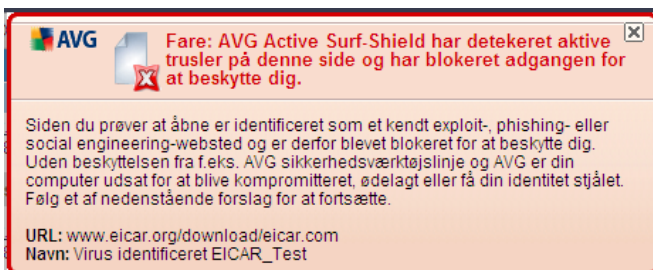 AVG
Fare: AVG Active Surf-Shield har detekeret aktive
trusler på denne side og har blokeret adgangen for
at beskytte dig.
Siden du prøver at åbne er identificeret som et kendt exploit-, phishing- eller
social engineering-websted og er derfor blevet blokeret for at beskytte dig.
Uden beskyttelsen fra f.eks. AVG sikkerhedsværktøjslinje og AVG er din
computer udsat for at blive kompromitteret, ødelagt eller få din identitet stjålet.
Følg et af nedenstående forslag for at fortsætte.
URL: www.eicar.org/download/eicar.com
Navn: Virus identificeret EICAR_Test